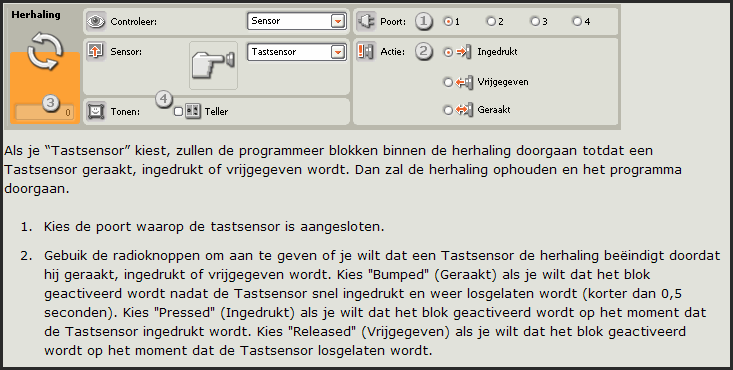 Herhaling Controleer: Sensor Poort: 1 1 2 3 4
Sensor: Tastsensor Actie: 2 Ingedrukt
Vrijgegeven
3 0 Tonen: 4 Teller Geraakt
Als je “Tastsensor” kiest, zullen de programmeer blokken binnen de herhaling doorgaan totdat een
Tastsensor geraakt, ingedrukt of vrijgegeven wordt. Dan zal de herhaling ophouden en het programma
doorgaan.
1. Kies de poort waarop de tastsensor is aangesloten.
2. Gebuik de radioknoppen om aan te geven of je wilt dat een Tastsensor de herhaling beëindigt doordat
hij geraakt, ingedrukt of vrijgegeven wordt. Kies "Bumped" (Geraakt) als je wilt dat het blok
geactiveerd wordt nadat de Tastsensor snel ingedrukt en weer losgelaten wordt (korter dan 0,5
seconden). Kies "Pressed" (Ingedrukt) als je wilt dat het blok geactiveerd wordt op het moment dat
de Tastsensor ingedrukt wordt. Kies "Released" (Vrijgegeven) als je wilt dat het blok geactiveerd
wordt op het moment dat de Tastsensor losgelaten wordt.